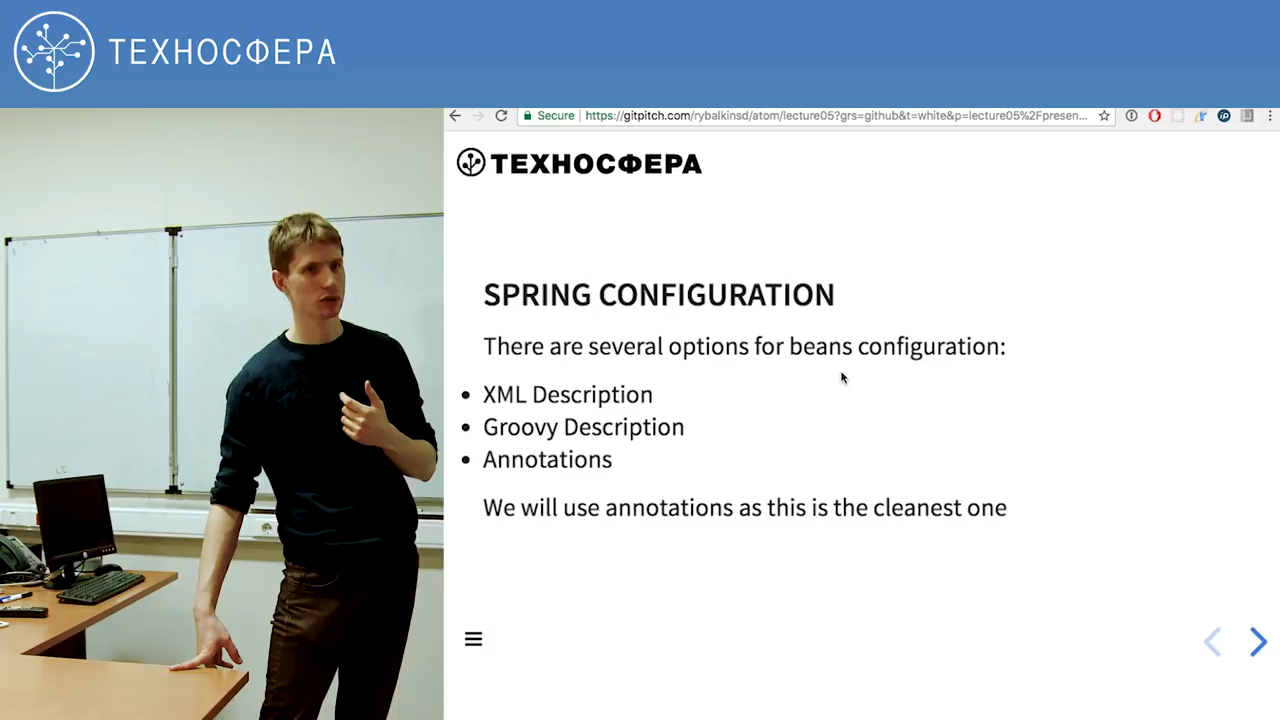 ТЕХНОСФЕРА
Secure https://gitpitch.com/rybalkinsd/atom/lecture05?grs=github&t=white&p=lecture05%2Fpresen...
ТЕХНОСФЕРА
SPRING CONFIGURATION
There are several options for beans configuration:
XML Description
Groovy Description
Annotations
We will use annotations as this is the cleanest one